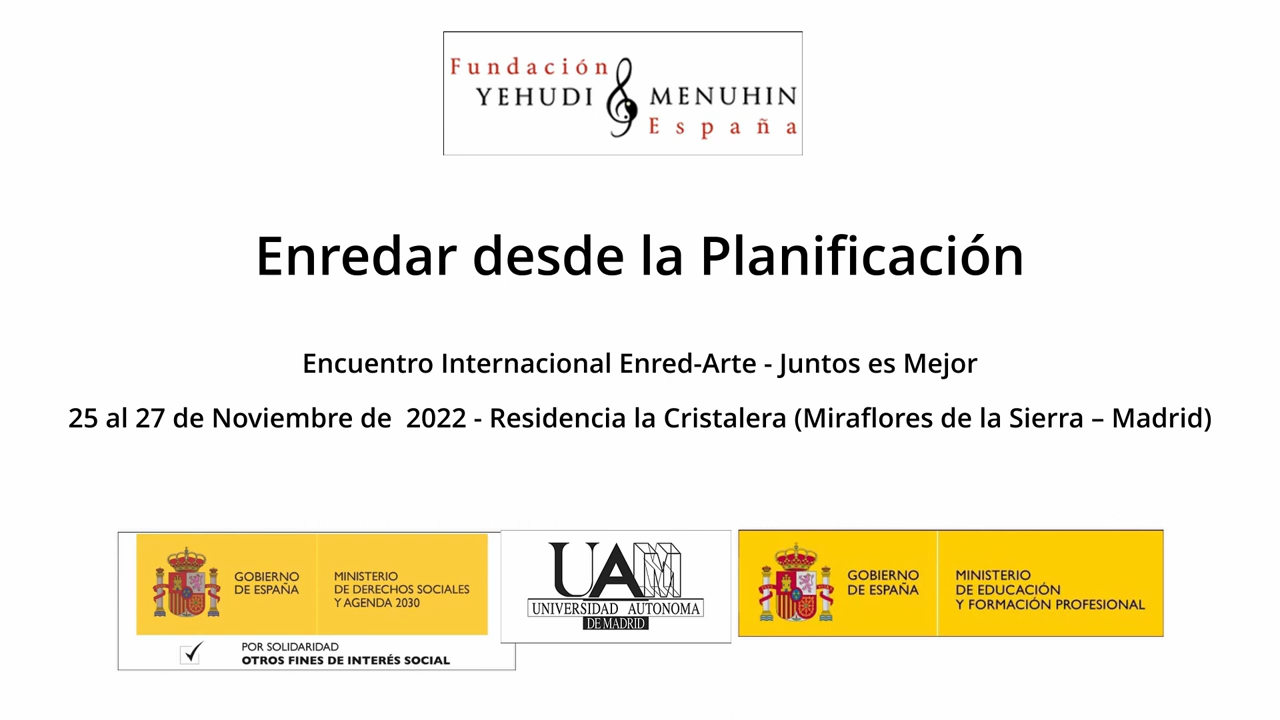 Fundación
YEHUDI MENUHIN
España
Enredar desde la Planificación
Encuentro Internacional Enred-Arte - Juntos es Mejor
25 al 27 de Noviembre de 2022 - Residencia la Cristalera (Miraflores de la Sierra – Madrid)
GOBIERNO
DE ESPAÑA
MINISTERIO
DE DERECHOS SOCIALES
Y AGENDA 2030
POR SOLIDARIDAD
OTROS FINES DE INTERÉS SOCIAL
UAM
UNIVERSIDAD AUTONOMA
DE MADRID
GOBIERNO
DE ESPAÑA
MINISTERIO
DE EDUCACIÓN
Y FORMACIÓN PROFESIONAL